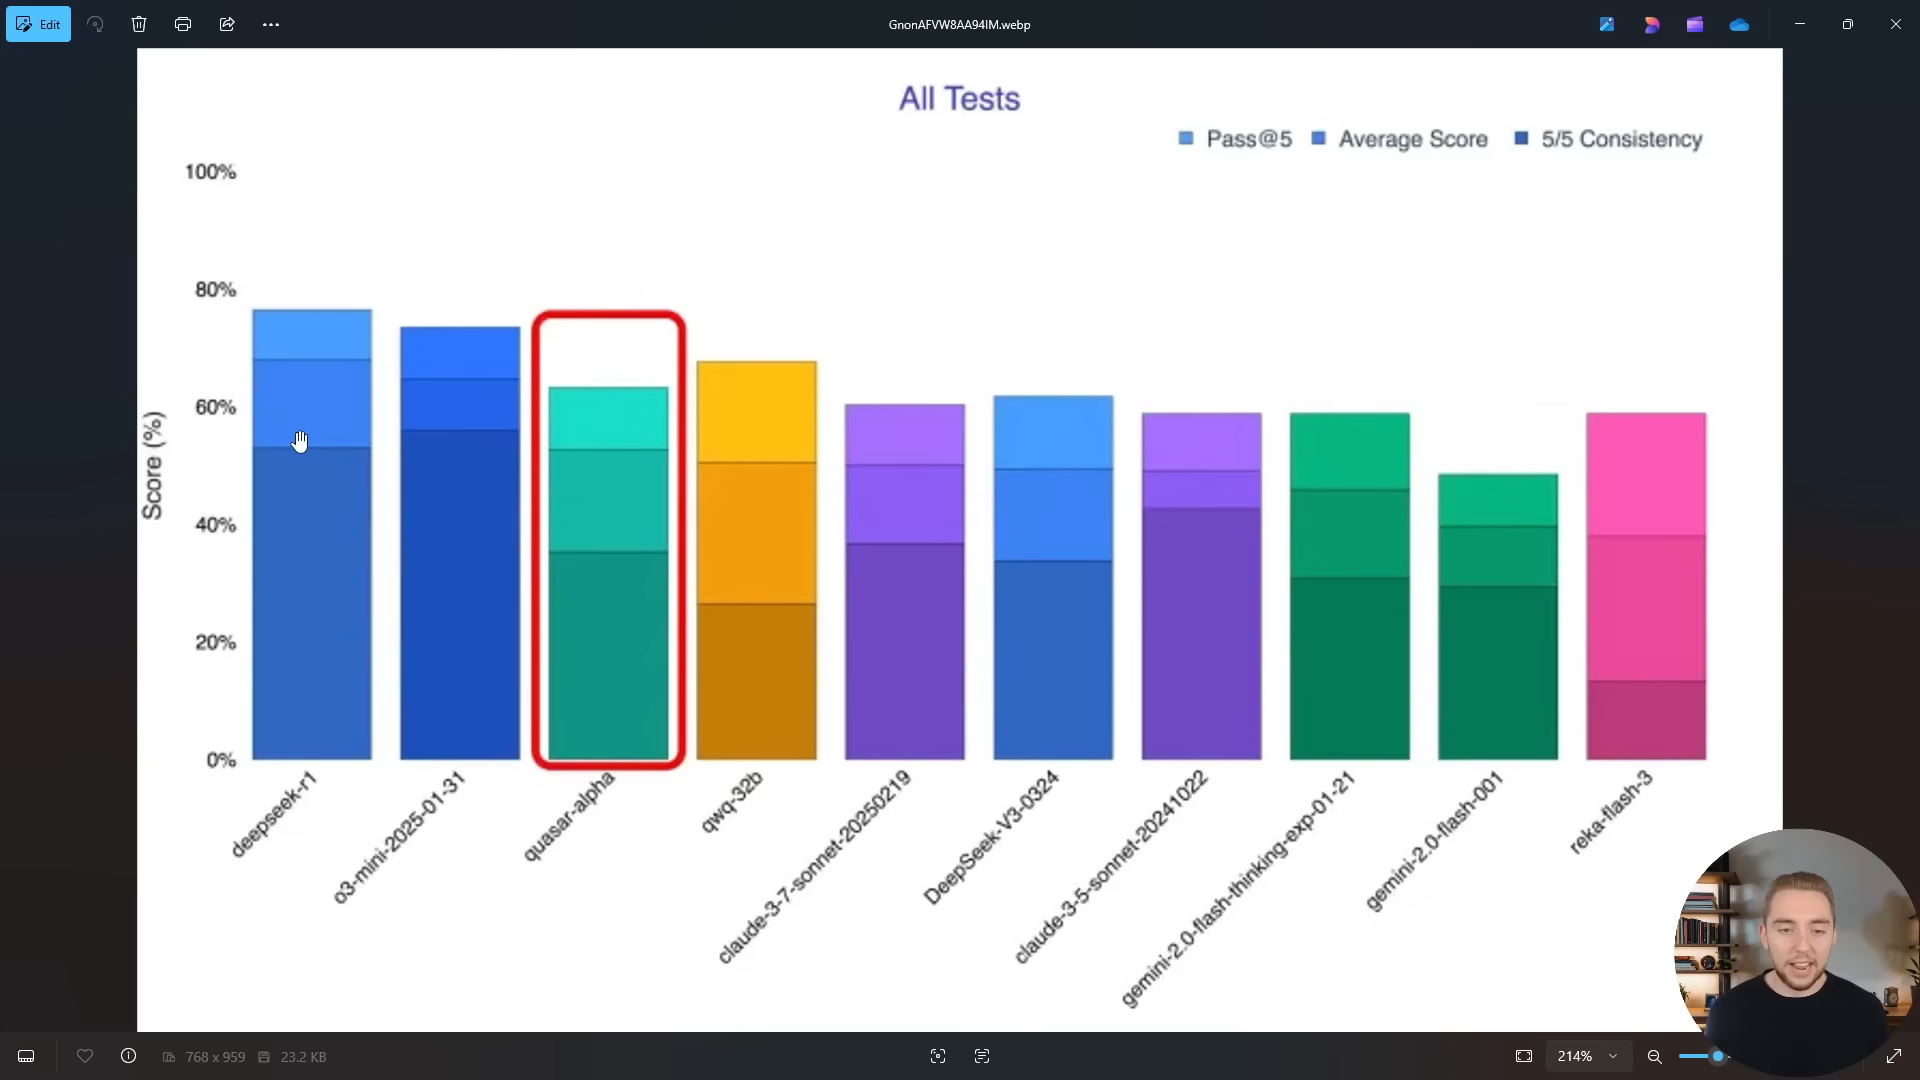 Edit
GnonAFVW8AA94IM.webp
All Tests
Pass@5 Average Score 5/5 Consistency
100%
80%
60%
40%
20%
0%
Score (%)
deepseek-r1
o3-mini-2025-01-31
quasar-alpha
qwq-32b
claude-3-7-sonnet-20250219
DeepSeek-V3-0324
claude-3-5-sonnet-20241022
gemini-2.0-flash-thinking-exp-01-21
gemini-2.0-flash-001
reka-flash-3
768 x 959 23.2 KB
214%